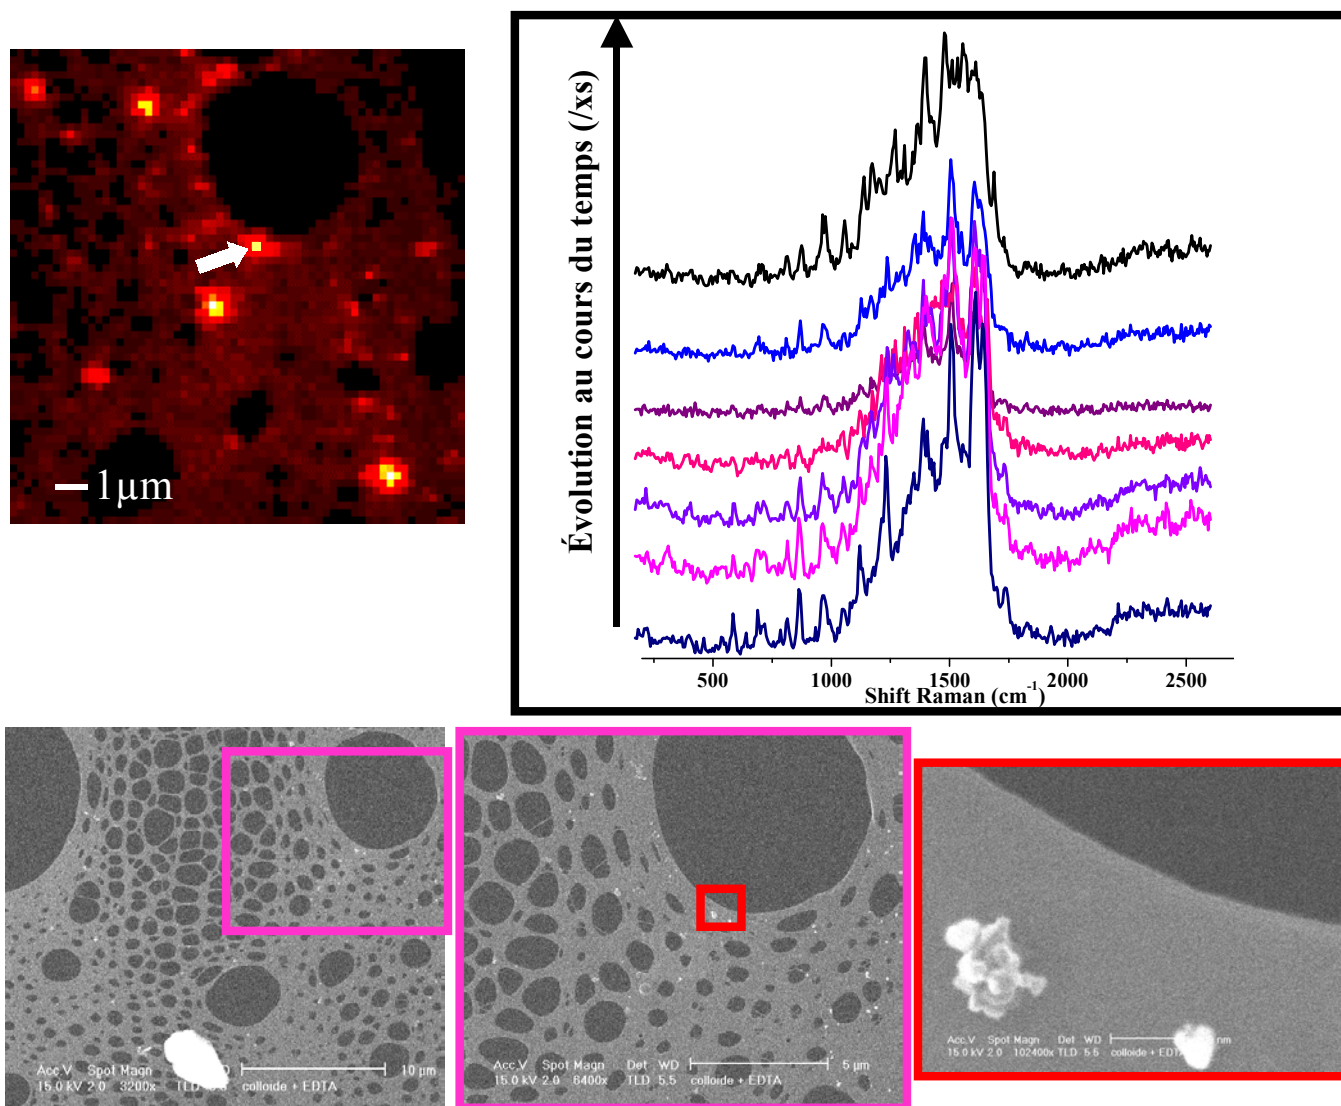 1µm
Évolution au cours du temps (/xs)
500 1000 1500 2000 2500
Shift Raman (cm-1)
Acc.V Spot Magn
15.0 kV 2.0 3200x TLD colloide + EDTA
10 µm
Acc.V Spot Magn Det WD
15.0 kV 2.0 6400x TLD 5.5 colloide + EDTA
5 µm
Acc.V Spot Magn Det WD nm
15.0 kV 2.0 102400x TLD 5.5 colloide + EDTA